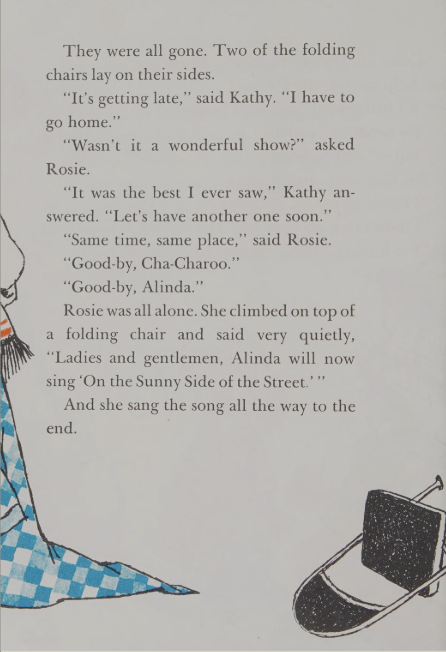 They were all gone. Two of the folding
chairs lay on their sides.
“It's getting late,” said Kathy. “I have to
go home.”
“Wasn't it a wonderful show?” asked
Rosie.
“It was the best I ever saw,” Kathy an-
swered. “Let's have another one soon.”
“Same time, same place,” said Rosie.
“Good-by, Cha-Charoo.”
“Good-by, Alinda.”
Rosie was all alone. She climbed on top of
a folding chair and said very quietly,
“Ladies and gentlemen, Alinda will now
sing ‘On the Sunny Side of the Street.’ ”
And she sang the song all the way to the
end.